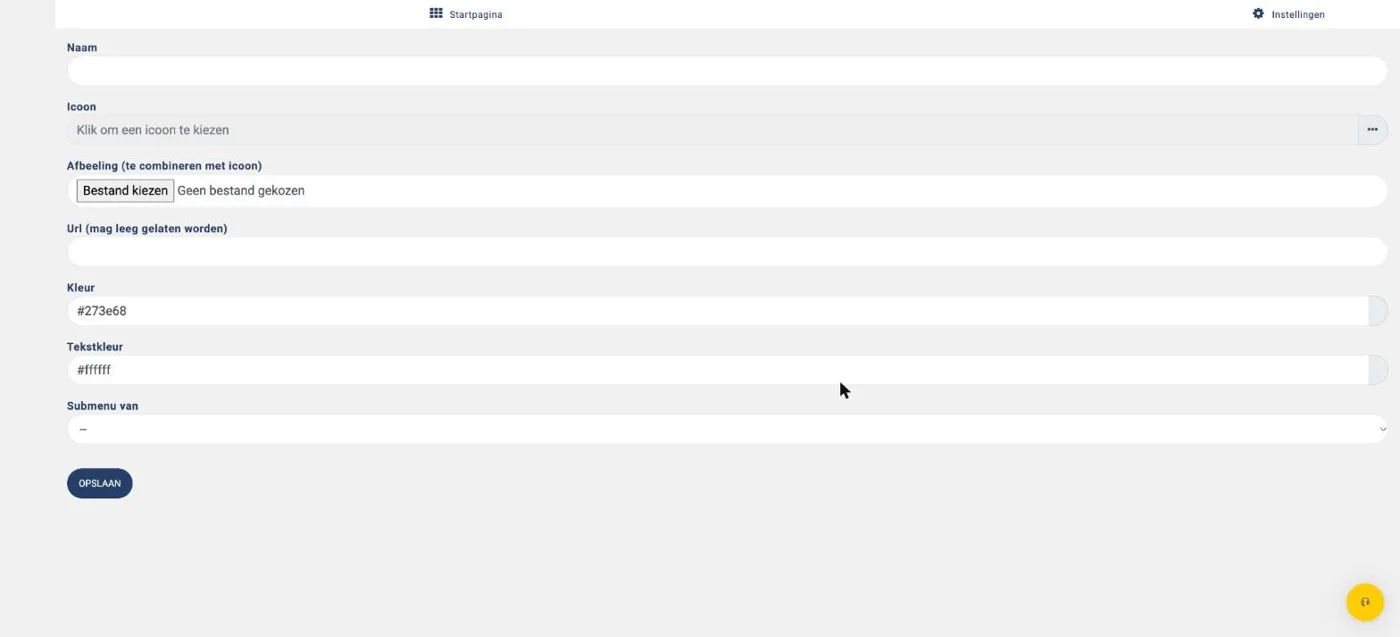 Startpagina
Instellingen
Naam
Icoon
Klik om een icoon te kiezen
Afbeeling (te combineren met icoon)
Bestand kiezen Geen bestand gekozen
Url (mag leeg gelaten worden)
Kleur
#273e68
Tekstkleur
#ffffff
Submenu van
—
OPSLAAN